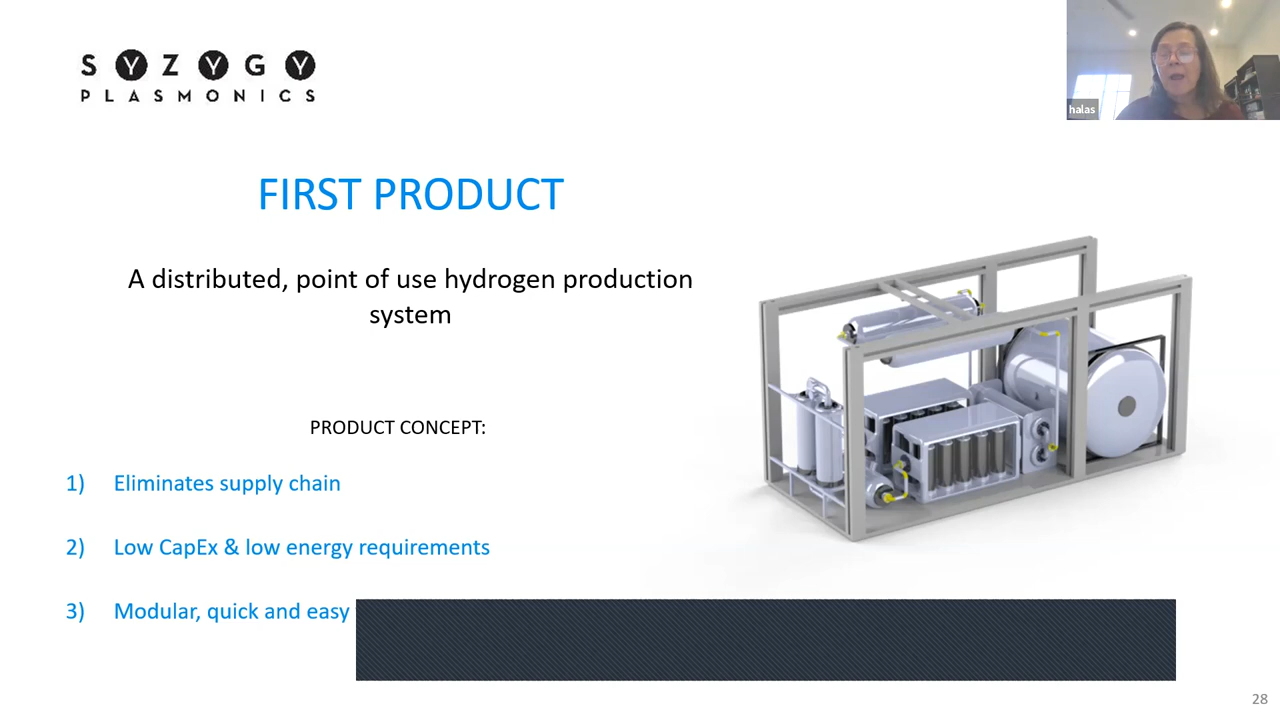 SYZYGY
PLASMONICS
halas
FIRST PRODUCT
A distributed, point of use hydrogen production
system
PRODUCT CONCEPT:
1) Eliminates supply chain
2) Low CapEx & low energy requirements
3) Modular, quick and easy
28